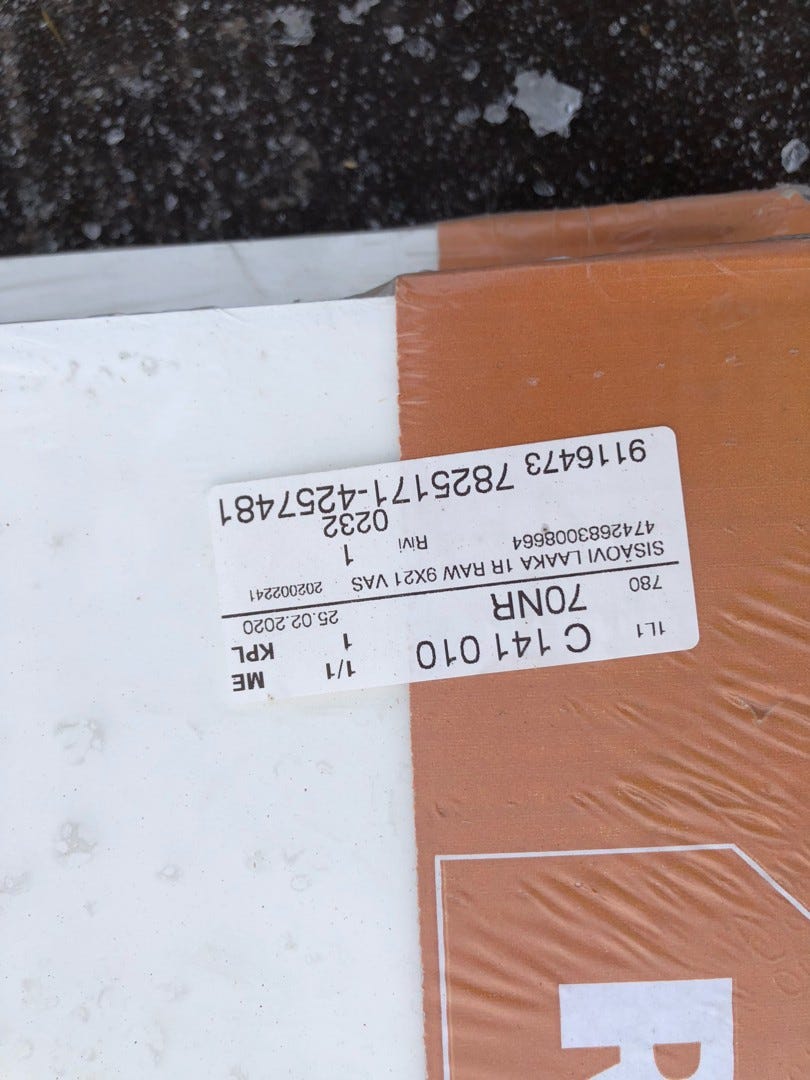 1L1 C 141 010 1/1 ME
780 70NR 1 KPL
25.02.2020
SISÄOVI LAAKA 1R RAW 9X21 VAS 202002241
4742683008664 Rivi 1
0232
9116473 7825171-4257481
R